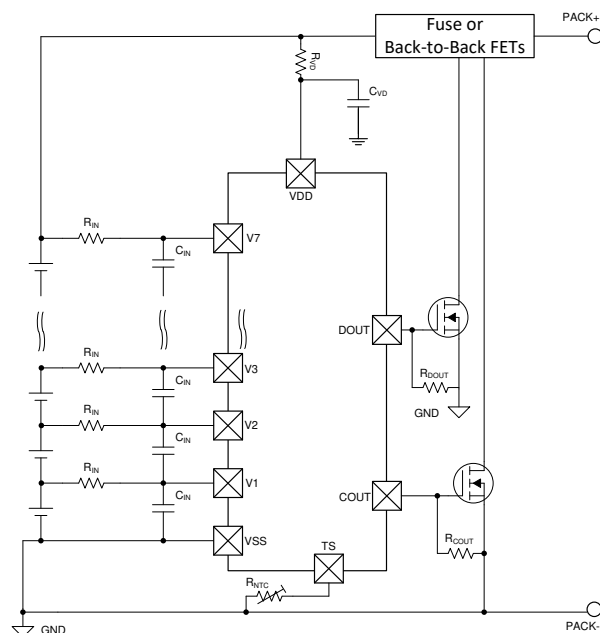 PACK+
Fuse or
Back-to-Back FETs
RVD
CVD
VDD
RIN
V7
CIN
DOUT
RIN
V3
CIN
RDOUT
RIN
V2
GND
CIN
RIN
V1
COUT
CIN
TS
VSS
RCOUT
RNTC
GND
PACK-